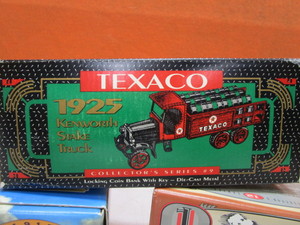 TEXACO
1925
KENWORTH
STAKE
TRUCK
TEXACO
COLLECTOR'S SERIES #9
Locking Coin Bank With Key – Die-Cast Metal